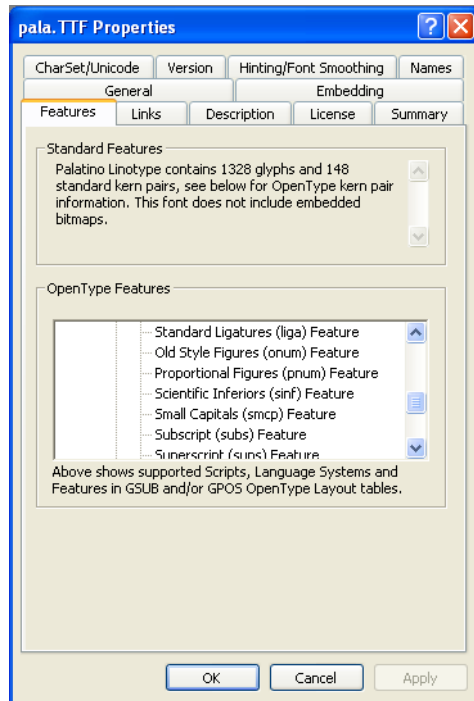 pala.TTF Properties
CharSet/Unicode Version Hinting/Font Smoothing Names
General Embedding
Features Links Description License Summary
Standard Features
Palatino Linotype contains 1328 glyphs and 148
standard kern pairs, see below for OpenType kern pair
information. This font does not include embedded
bitmaps.
OpenType Features
Standard Ligatures (liga) Feature
Old Style Figures (onum) Feature
Proportional Figures (pnum) Feature
Scientific Inferiors (sinf) Feature
Small Capitals (smcp) Feature
Subscript (subs) Feature
Superscript (sups) Feature
Above shows supported Scripts, Language Systems and
Features in GSUB and/or GPOS OpenType Layout tables.
OK Cancel Apply